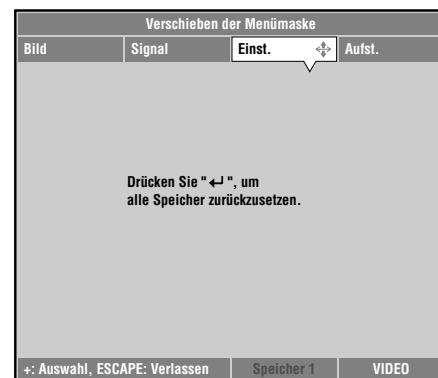 Verschieben der Menümaske
Bild Signal Einst. Aufst.
Drücken Sie "↵", um
alle Speicher zurückzusetzen.
+: Auswahl, ESCAPE: Verlassen Speicher 1 VIDEO